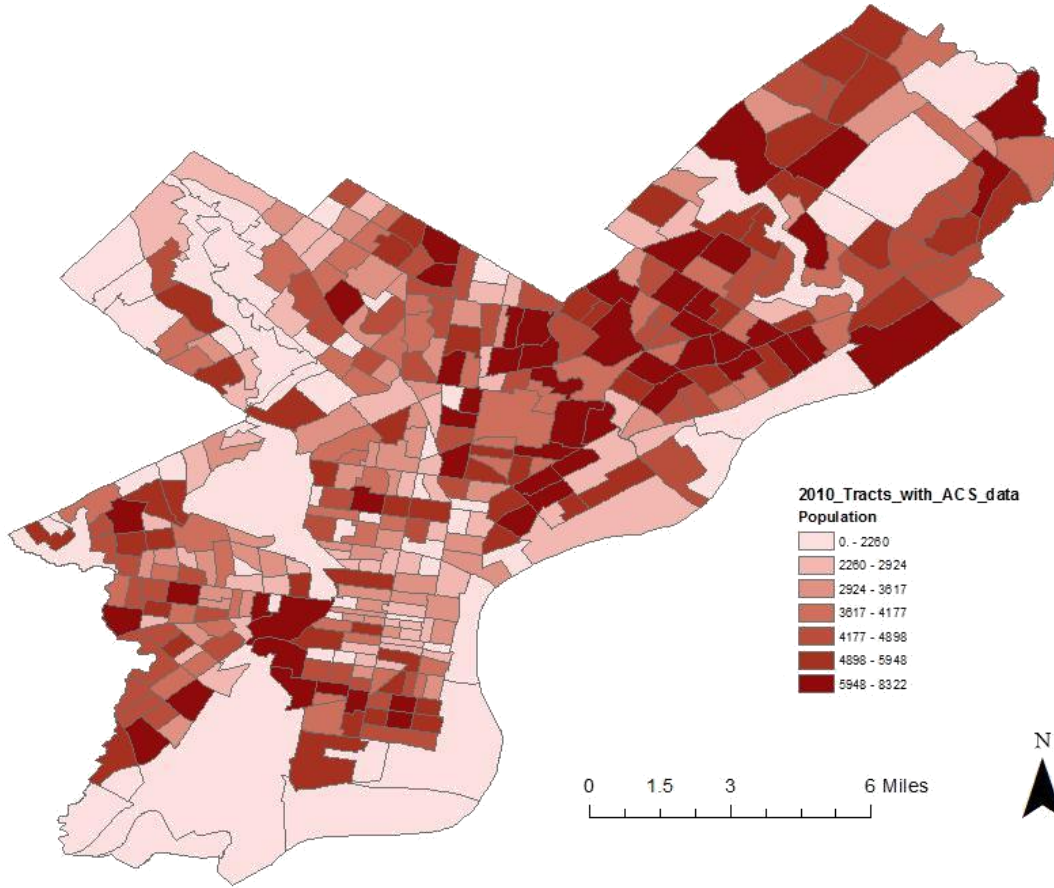 2010_Tracts_with_ACS_data
Population
0. - 2260
2260 - 2924
2924 - 3617
3617 - 4177
4177 - 4898
4898 - 5948
5948 - 8322
N
0 1.5 3 6 Miles